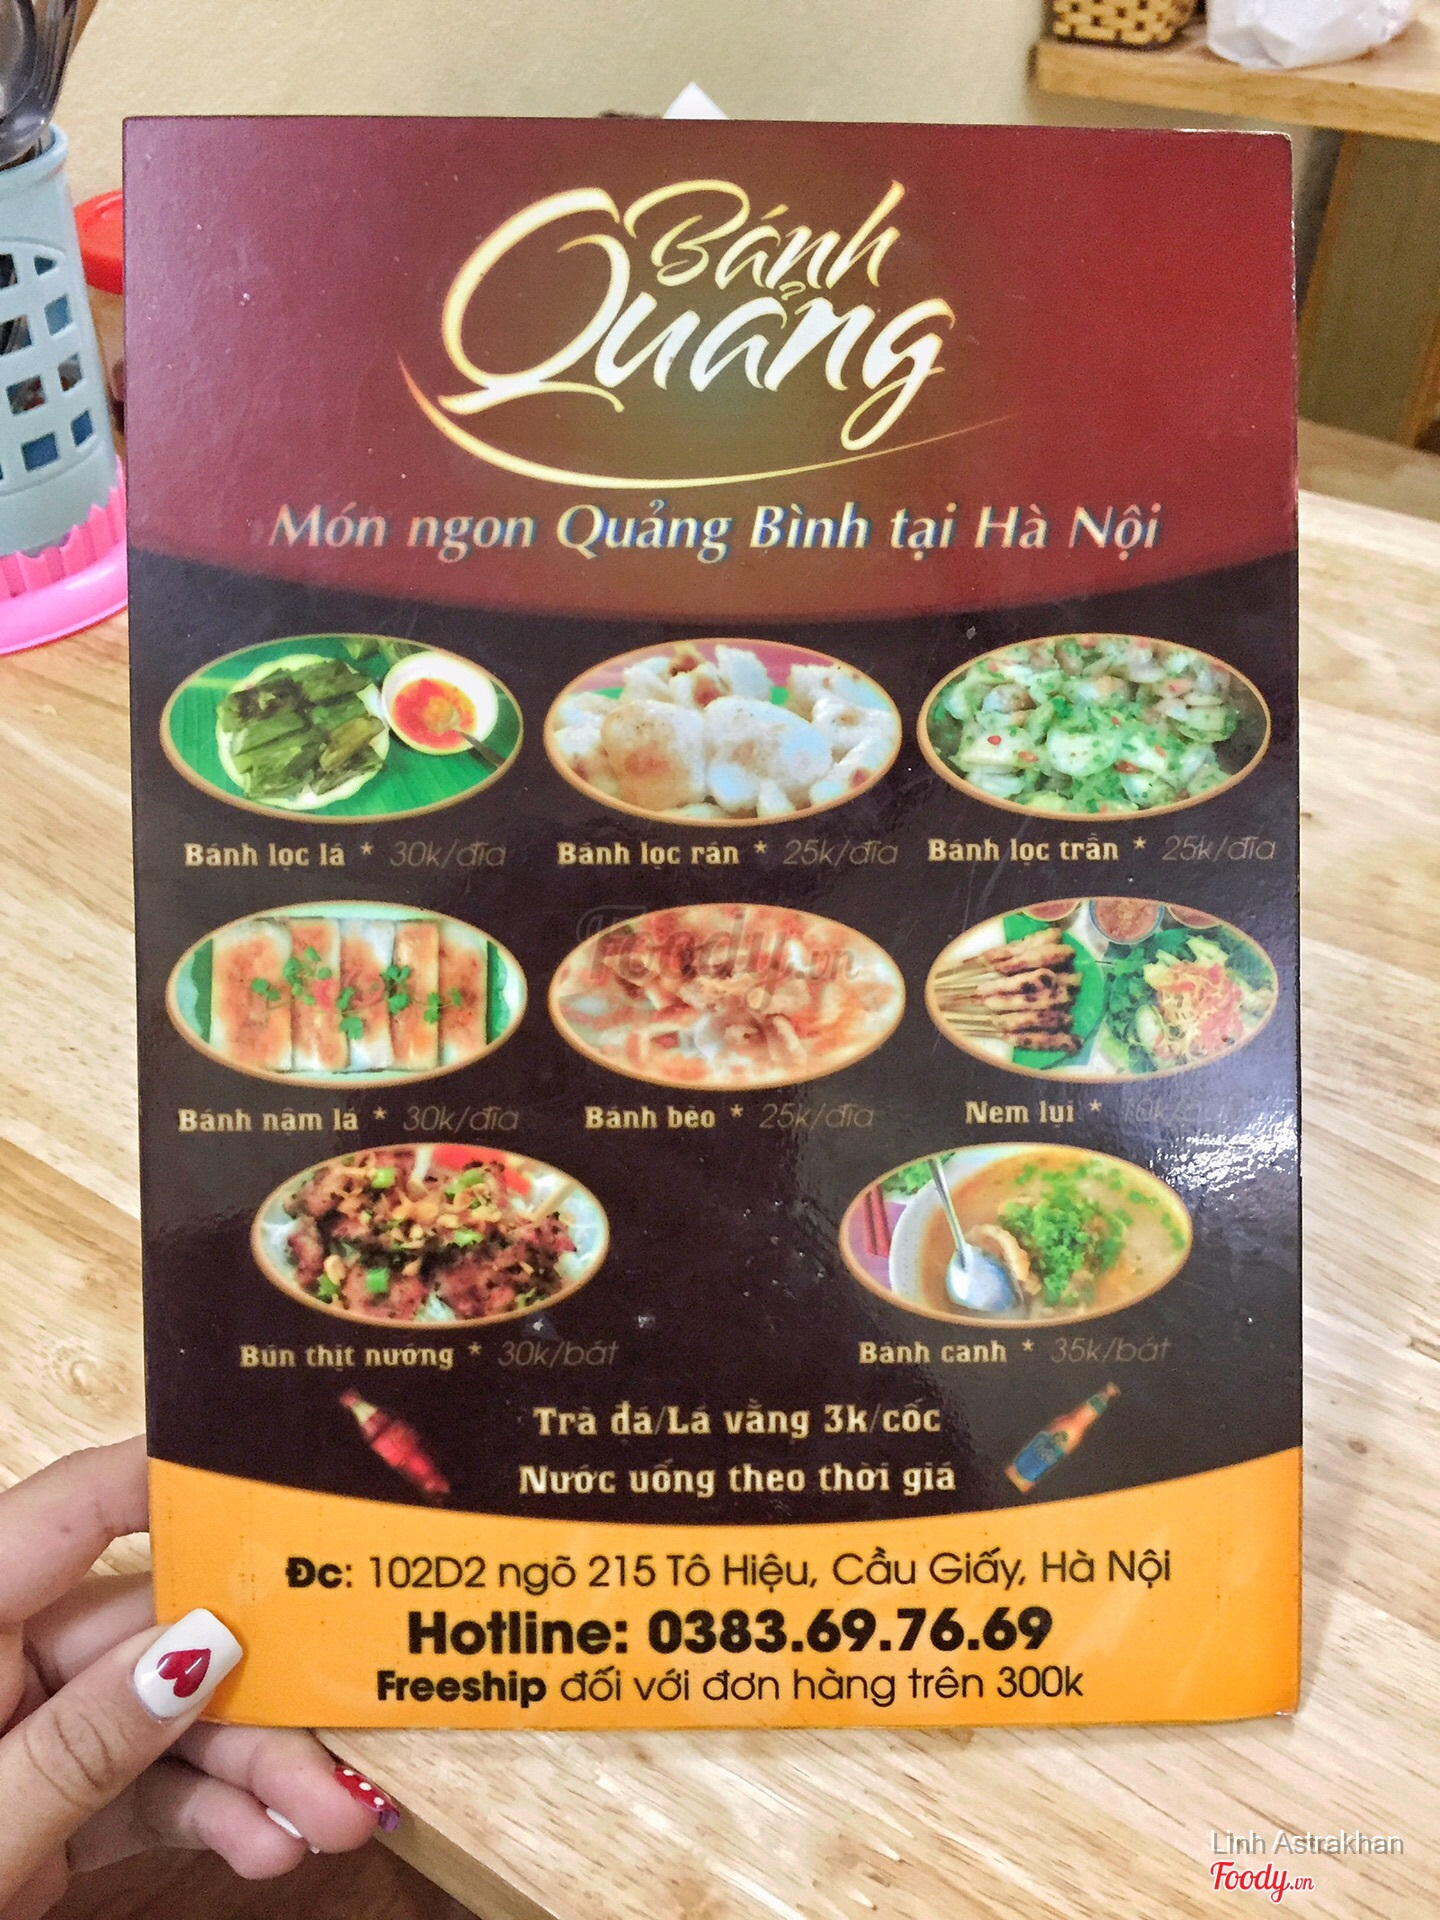 Bánh
Quảng
Món ngon Quảng Bình tại Hà Nội
Bánh lọc lá * 30k/đĩa
Bánh lọc rán * 25k/đĩa
Bánh lọc trần * 25k/đĩa
Foody.vn
Bánh nậm lá * 30k/đĩa
Bánh bèo * 25k/đĩa
Nem lụi *
Bún thịt nướng * 30k/bát
Bánh canh * 35k/bát
Trà đá/Lá vằng 3k/cốc
Nước uống theo thời giá
Đc: 102D2 ngõ 215 Tô Hiệu, Cầu Giấy, Hà Nội
Hotline: 0383.69.76.69
Freeship đối với đơn hàng trên 300k
Linh Astrakhan
Foody.vn